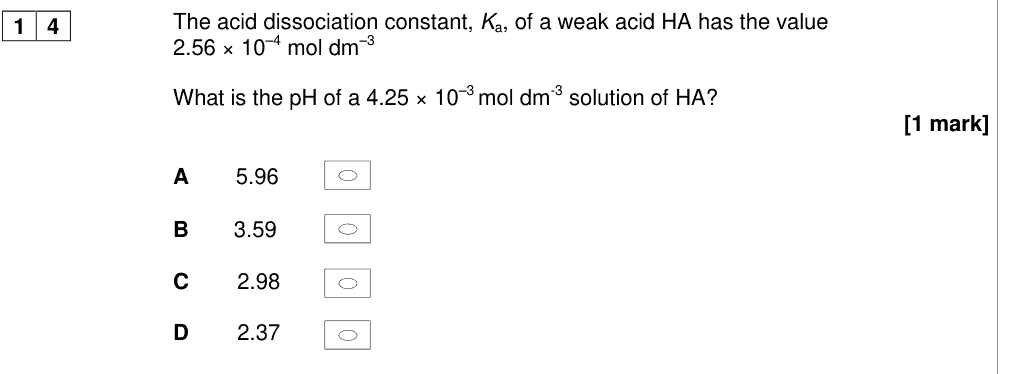 1 4
The acid dissociation constant, Kₐ, of a weak acid HA has the value
2.56 × 10⁻⁴ mol dm⁻³
What is the pH of a 4.25 × 10⁻³ mol dm⁻³ solution of HA?
[1 mark]
A 5.96
B 3.59
C 2.98
D 2.37